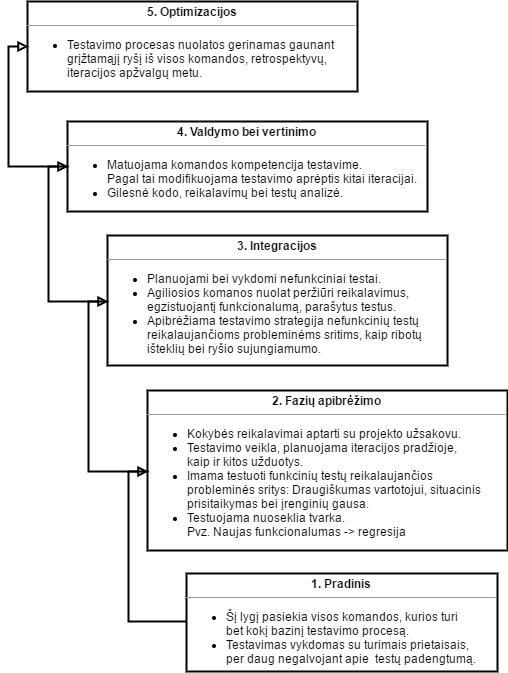 5. Optimizacijos
Testavimo procesas nuolatos gerinamas gaunant
grįžtamąjį ryšį iš visos komandos, retrospektyvų,
iteracijos apžvalgų metu.
4. Valdymo bei vertinimo
Matuojama komandos kompetencija testavime.
Pagal tai modifikuojama testavimo aprėptis kitai iteracijai.
Gilesnė kodo, reikalavimų bei testų analizė.
3. Integracijos
Planuojami bei vykdomi nefunkciniai testai.
Agiliosios komanos nuolat peržiūri reikalavimus,
egzistuojantį funkcionalumą, parašytus testus.
Apibrėžiama testavimo strategija nefunkcinių testų
reikalaujančioms probleminėms sritims, kaip ribotų
išteklių bei ryšio sujungiamumo.
2. Fazių apibrėžimo
Kokybės reikalavimai aptarti su projekto užsakovu.
Testavimo veikla, planuojama iteracijos pradžioje,
kaip ir kitos užduotys.
Imama testuoti funkcinių testų reikalaujančios
probleminės sritys: Draugiškumas vartotojui, situacinis
prisitaikymas bei įrenginių gausa.
Testuojama nuoseklia tvarka.
Pvz. Naujas funkcionalumas -> regresija
1. Pradinis
Šį lygį pasiekia visos komandos, kurios turi
bet kokį bazinį testavimo procesą.
Testavimas vykdomas su turimais prietaisais,
per daug negalvojant apie testų padengtumą.